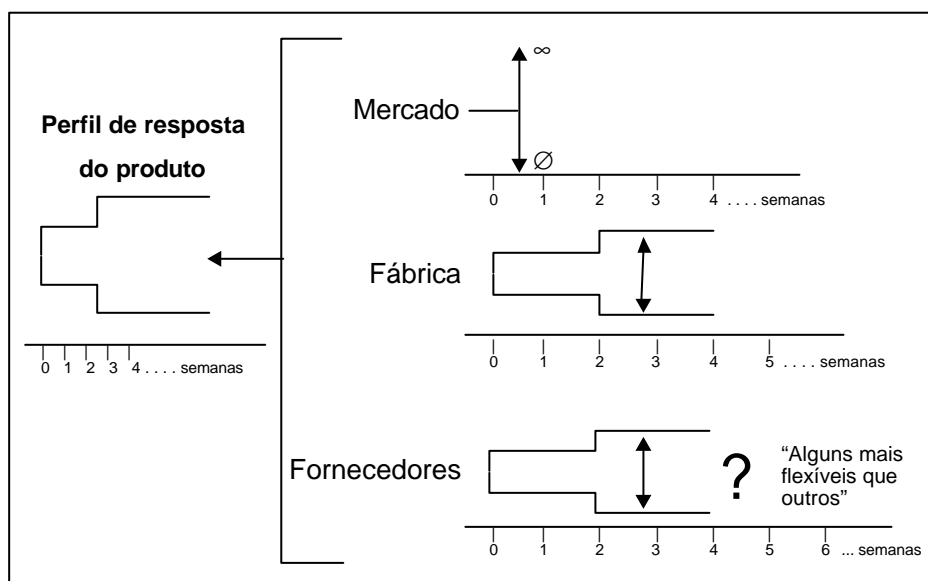 Perfil de resposta
do produto
0 1 2 3 4 . . . . semanas
∞
Mercado
∅
0 1 2 3 4 . . . . semanas
Fábrica
0 1 2 3 4 5 . . . . semanas
Fornecedores
?
“Alguns mais
flexíveis que
outros”
0 1 2 3 4 5 6 ... semanas